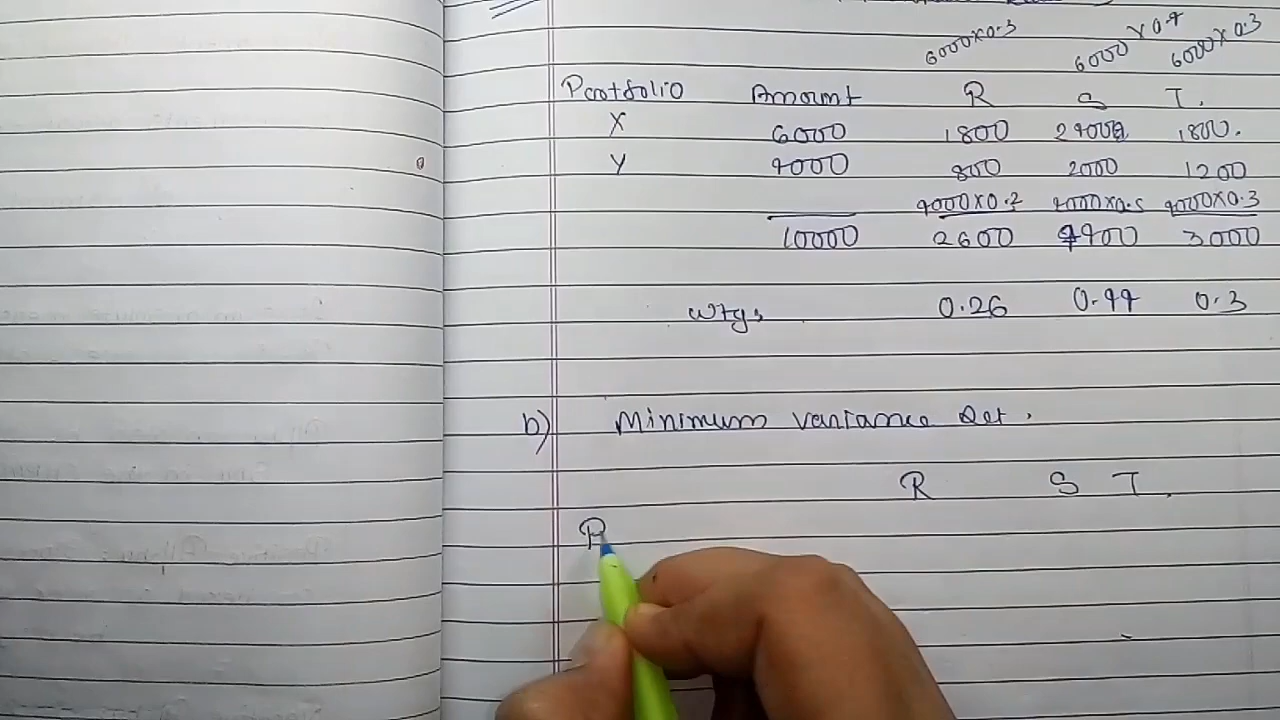 6000×0.3 6000×0.4 6000×0.3
Portfolio Amount R S T.
X 6000 1800 2400 1800.
Y 4000 800 2000 1200
4000×0.2 4000×0.5 4000×0.3
10000 2600 4400 3000
wtgs 0.26 0.44 0.3
b) Minimum variance set.
R S T.
P